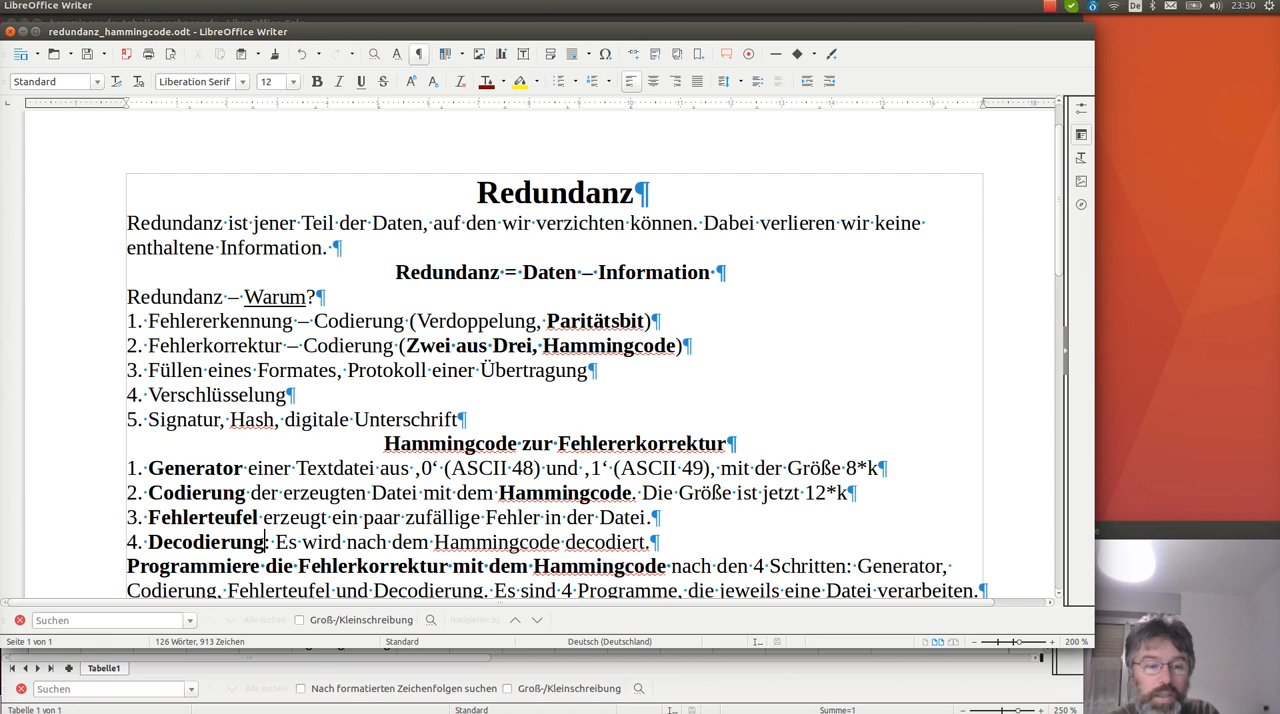 LibreOffice Writer
De
23:30
redundanz_hammingcode.odt - LibreOffice Writer
Standard
Liberation Serif
12
Redundanz¶
Redundanz ist jener Teil der Daten, auf den wir verzichten können. Dabei verlieren wir keine
enthaltene Information. ¶
Redundanz = Daten – Information ¶
Redundanz – Warum?¶
1. Fehlererkennung – Codierung (Verdoppelung, Paritätsbit)¶
2. Fehlerkorrektur – Codierung (Zwei aus Drei, Hammingcode)¶
3. Füllen eines Formates, Protokoll einer Übertragung¶
4. Verschlüsselung¶
5. Signatur, Hash, digitale Unterschrift¶
Hammingcode zur Fehlererkorrektur¶
1. Generator einer Textdatei aus ‚0‘ (ASCII 48) und ‚1‘ (ASCII 49), mit der Größe 8*k¶
2. Codierung der erzeugten Datei mit dem Hammingcode. Die Größe ist jetzt 12*k¶
3. Fehlerteufel erzeugt ein paar zufällige Fehler in der Datei.¶
4. Decodierung: Es wird nach dem Hammingcode decodiert.¶
Programmiere die Fehlerkorrektur mit dem Hammingcode nach den 4 Schritten: Generator,
Codierung, Fehlerteufel und Decodierung. Es sind 4 Programme, die jeweils eine Datei verarbeiten.¶
Suchen
Alle suchen
Groß-/Kleinschreibung
Navigieren zu
Seite 1 von 1
126 Wörter, 913 Zeichen
Standard
Deutsch (Deutschland)
200 %
Tabelle1
Suchen
Alle suchen
Nach formatierten Zeichenfolgen suchen
Groß-/Kleinschreibung
Tabelle 1 von 1
Standard
Summe=1
250 %